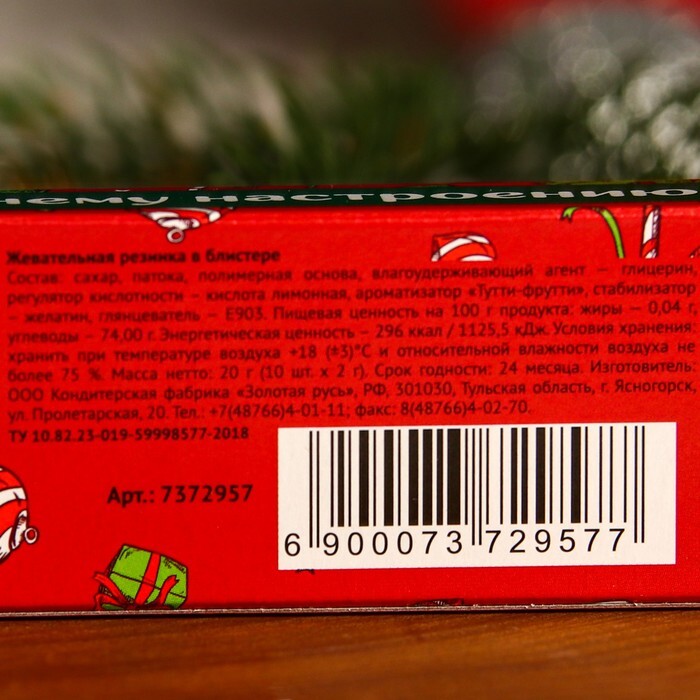 нему настроению
Жевательная резинка в блистере
Состав: сахар, патока, полимерная основа, влагоудерживающий агент – глицерин,
регулятор кислотности – кислота лимонная, ароматизатор «Тутти-фрутти», стабилизатор
– желатин, глянцеватель – Е903. Пищевая ценность на 100 г продукта: жиры – 0,04 г,
углеводы – 74,00 г. Энергетическая ценность – 296 ккал / 1125,5 кДж. Условия хранения:
хранить при температуре воздуха +18 (±3)°С и относительной влажности воздуха не
более 75 %. Масса нетто: 20 г (10 шт. х 2 г). Срок годности: 24 месяца. Изготовитель:
ООО Кондитерская фабрика «Золотая русь», РФ, 301030, Тульская область, г. Ясногорск,
ул. Пролетарская, 20. Тел.: +7(48766)4-01-11; факс: 8(48766)4-02-70.
ТУ 10.82.23-019-59998577-2018
Арт.: 7372957
6 900073 729577